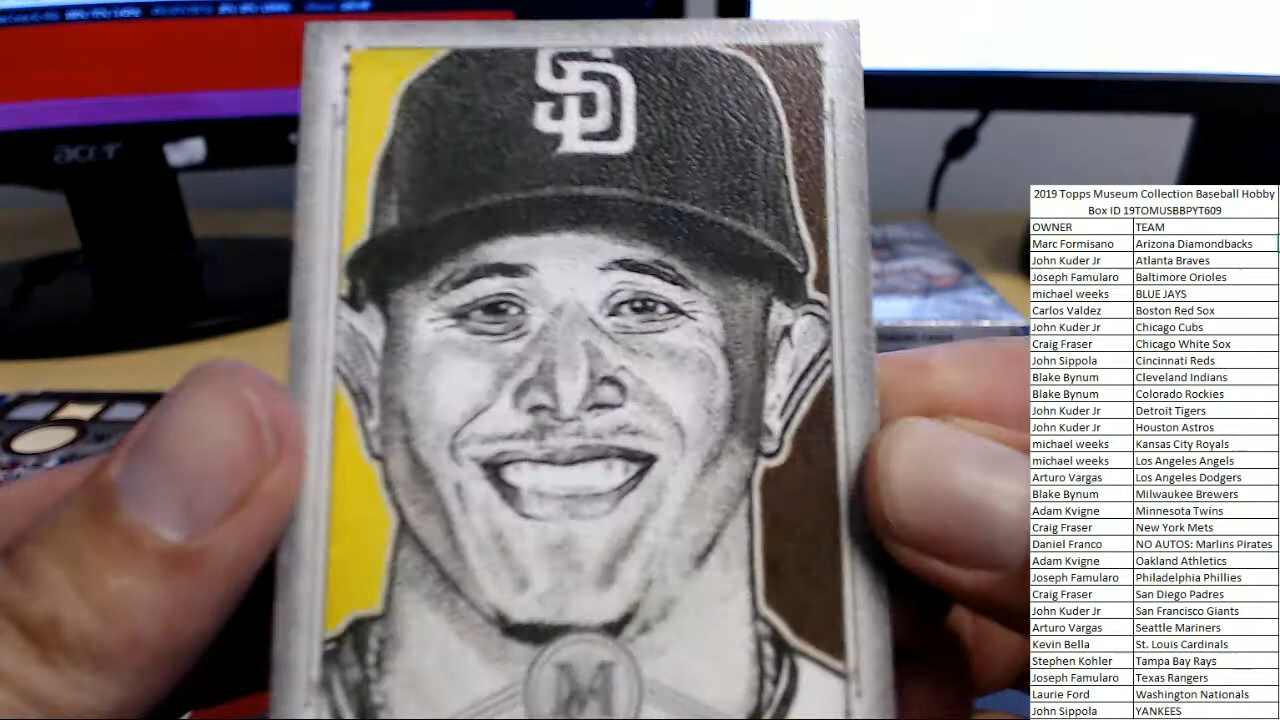 acer
SD
M
2019 Topps Museum Collection Baseball Hobby
Box ID 19TOMUSBBPYT609
OWNER TEAM
Marc Formisano Arizona Diamondbacks
John Kuder Jr Atlanta Braves
Joseph Famularo Baltimore Orioles
michael weeks BLUE JAYS
Carlos Valdez Boston Red Sox
John Kuder Jr Chicago Cubs
Craig Fraser Chicago White Sox
John Sippola Cincinnati Reds
Blake Bynum Cleveland Indians
Blake Bynum Colorado Rockies
John Kuder Jr Detroit Tigers
John Kuder Jr Houston Astros
michael weeks Kansas City Royals
michael weeks Los Angeles Angels
Arturo Vargas Los Angeles Dodgers
Blake Bynum Milwaukee Brewers
Adam Kvigne Minnesota Twins
Craig Fraser New York Mets
Daniel Franco NO AUTOS: Marlins Pirates
Adam Kvigne Oakland Athletics
Joseph Famularo Philadelphia Phillies
Craig Fraser San Diego Padres
John Kuder Jr San Francisco Giants
Arturo Vargas Seattle Mariners
Kevin Bella St. Louis Cardinals
Stephen Kohler Tampa Bay Rays
Joseph Famularo Texas Rangers
Laurie Ford Washington Nationals
John Sippola YANKEES